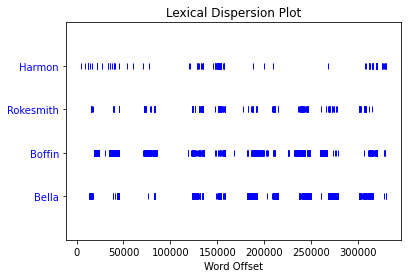 Lexical Dispersion Plot
Harmon
Rokesmith
Boffin
Bella
0 50000 100000 150000 200000 250000 300000
Word Offset